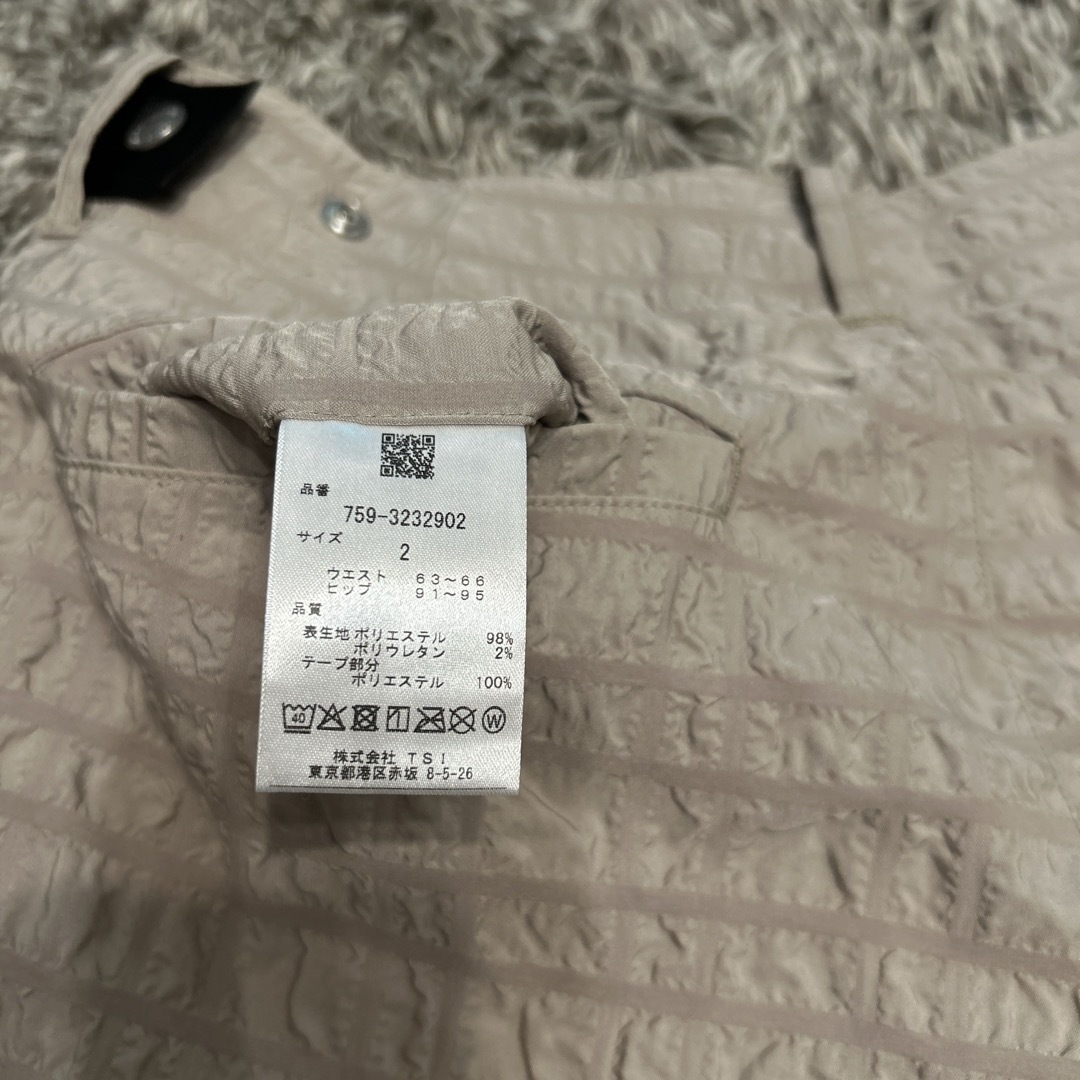 品番
759-3232902
サイズ
2
ウエスト 63~66
ヒップ 91~95
品質
表生地 ポリエステル 98%
ポリウレタン 2%
テープ部分
ポリエステル 100%
40 W
株式会社 TSI
東京都港区赤坂 8-5-26